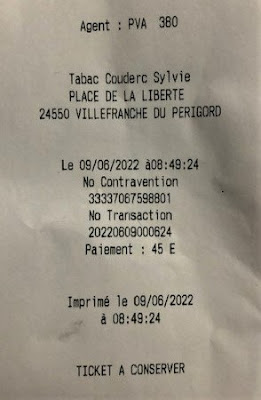 Agent : PVA 380
Tabac Couderc Sylvie
PLACE DE LA LIBERTE
24550 VILLEFRANCHE DU PERIGORD
Le 09/06/2022 à08:49:24
No Contravention
33337067598801
No Transaction
20220609000624
Paiement : 45 E
Imprimé le 09/06/2022
à 08:49:24
TICKET A CONSERVER